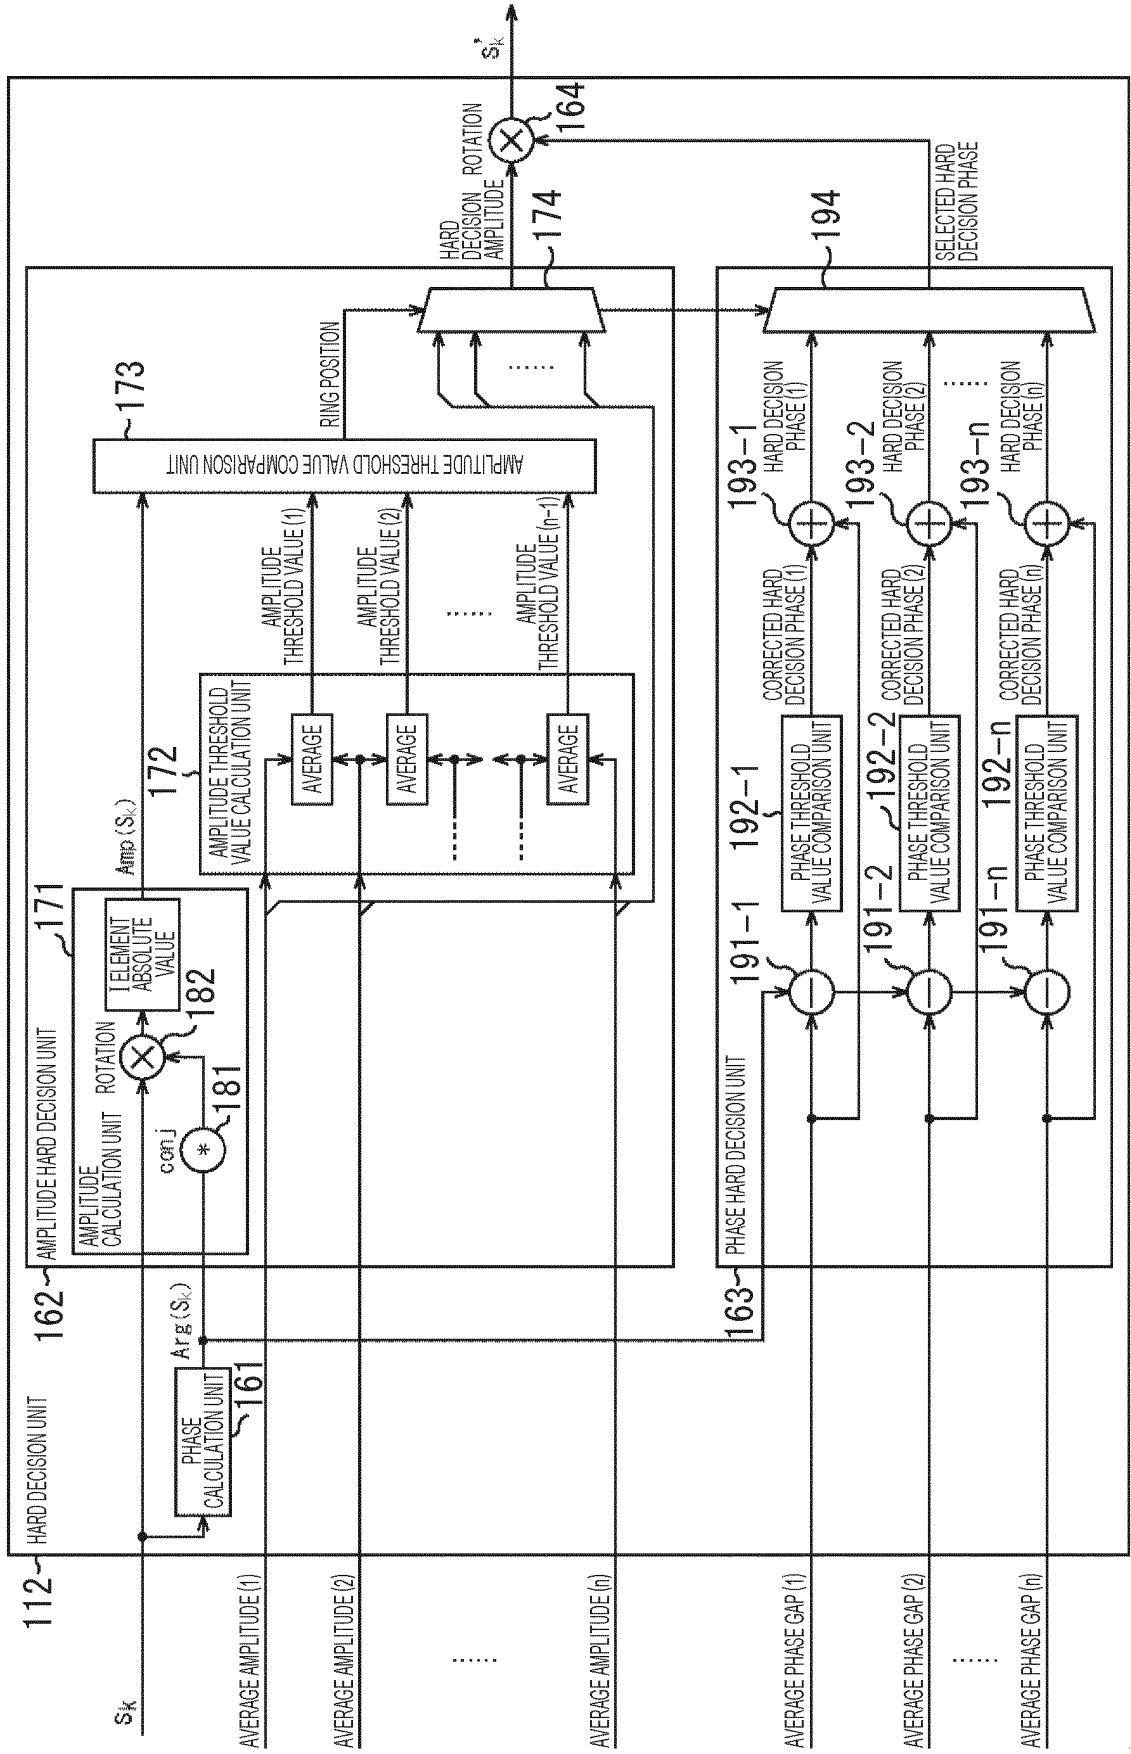 112
HARD DECISION UNIT
Sk
PHASE
CALCULATION UNIT
161
Arg(Sk)
162
AMPLITUDE HARD DECISION UNIT
171
AMPLITUDE
CALCULATION UNIT
conj
*
181
ROTATION
×
182
I ELEMENT
ABSOLUTE
VALUE
Amp(Sk)
172
AMPLITUDE THRESHOLD
VALUE CALCULATION UNIT
AVERAGE
AVERAGE
AVERAGE
AMPLITUDE
THRESHOLD VALUE (1)
AMPLITUDE
THRESHOLD VALUE (2)
......
AMPLITUDE
THRESHOLD VALUE (n-1)
173
AMPLITUDE THRESHOLD VALUE COMPARISON UNIT
RING POSITION
......
174
HARD
DECISION
AMPLITUDE
ROTATION
×
164
Sk'
AVERAGE AMPLITUDE (1)
AVERAGE AMPLITUDE (2)
......
AVERAGE AMPLITUDE (n)
163
PHASE HARD DECISION UNIT
AVERAGE PHASE GAP (1)
AVERAGE PHASE GAP (2)
......
AVERAGE PHASE GAP (n)
191-1
−
192-1
PHASE THRESHOLD
VALUE COMPARISON UNIT
CORRECTED HARD
DECISION PHASE (1)
193-1
+
HARD DECISION
PHASE (1)
191-2
−
192-2
PHASE THRESHOLD
VALUE COMPARISON UNIT
CORRECTED HARD
DECISION PHASE (2)
193-2
+
HARD DECISION
PHASE (2)
......
191-n
−
192-n
PHASE THRESHOLD
VALUE COMPARISON UNIT
CORRECTED HARD
DECISION PHASE (n)
193-n
+
HARD DECISION
PHASE (n)
194
SELECTED HARD
DECISION PHASE